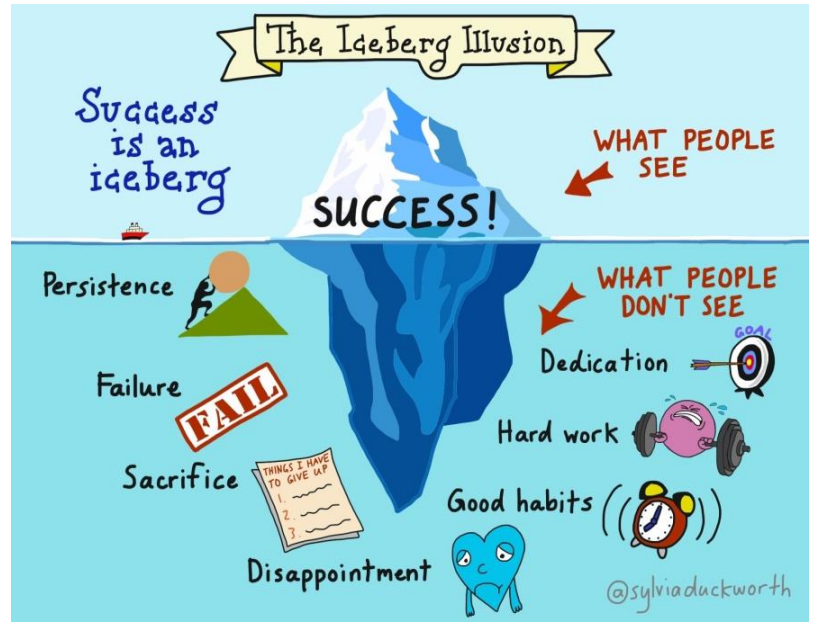 The Iceberg Illusion
Success
is an
iceberg
WHAT PEOPLE
SEE
SUCCESS!
Persistence
WHAT PEOPLE
DON'T SEE
GOAL
Dedication
Failure
FAIL
Hard work
Sacrifice
THINGS I HAVE
TO GIVE UP
1.
2.
3.
Good habits
Disappointment
@sylviaduckworth